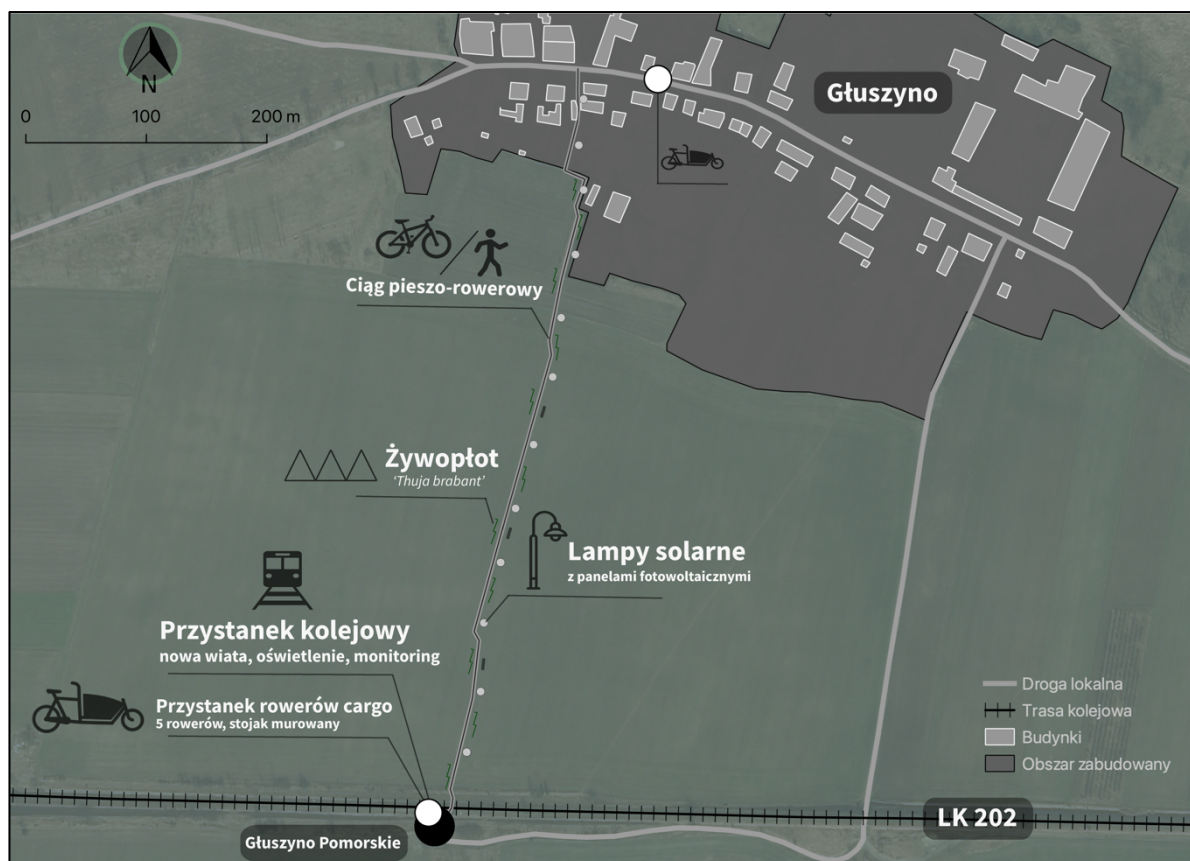 N
0 100 200 m
Głuszyno
Ciąg pieszo-rowerowy
Żywopłot
'Thuja brabant'
Lampy solarne
z panelami fotowoltaicznymi
Przystanek kolejowy
nowa wiata, oświetlenie, monitoring
Przystanek rowerów cargo
5 rowerów, stojak murowany
Droga lokalna
Trasa kolejowa
Budynki
Obszar zabudowany
LK 202
Głuszyno Pomorskie